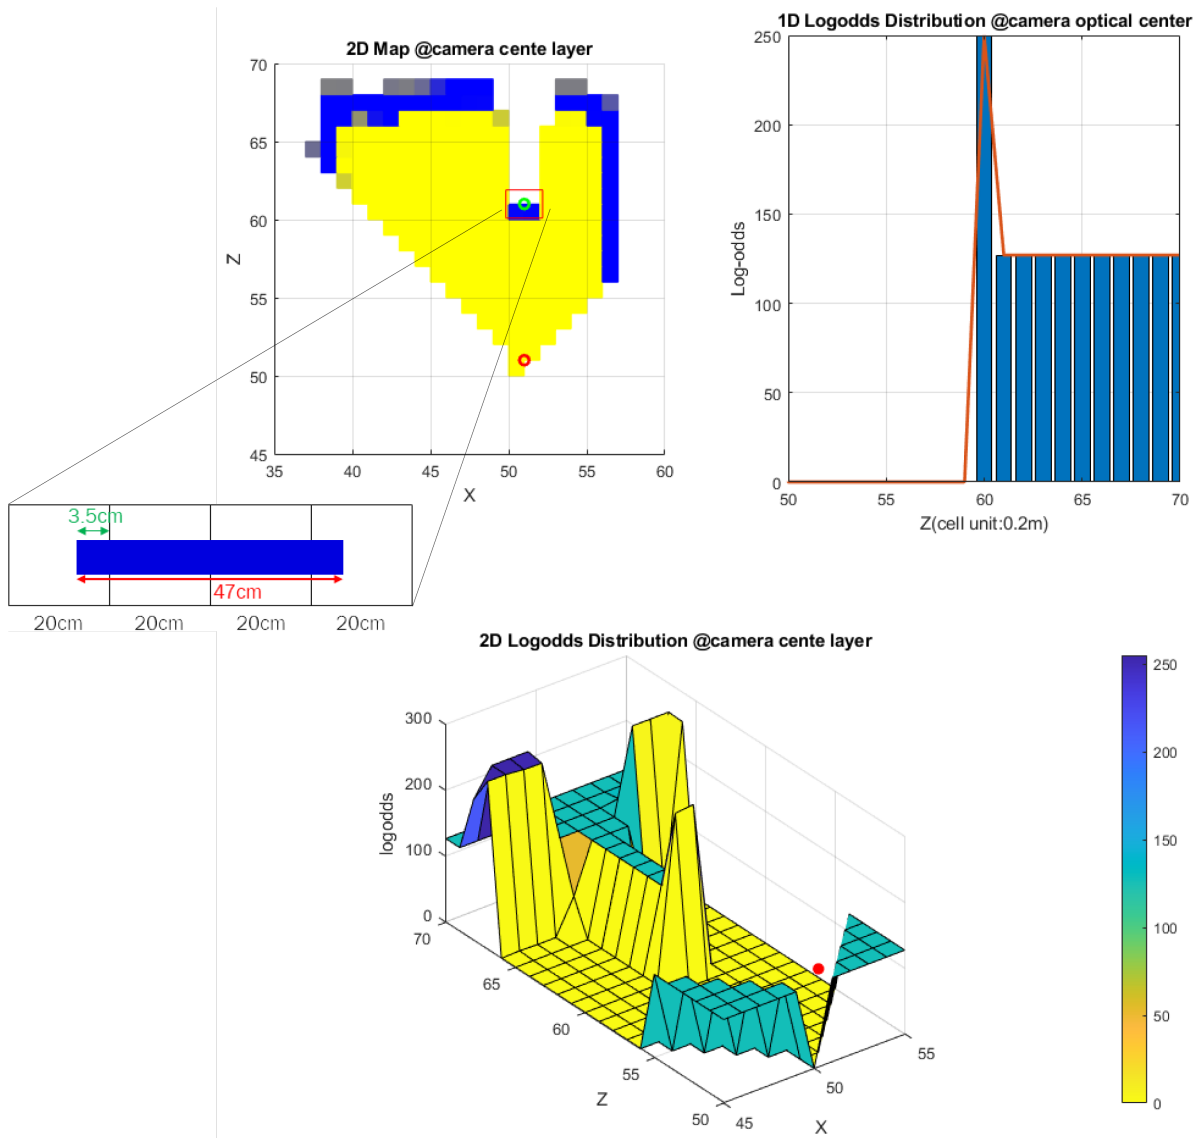 2D Map @camera cente layer
70
65
60
55
50
45
Z
35 40 45 50 55 60
X
1D Logodds Distribution @camera optical center
250
200
150
100
50
0
Log-odds
50 55 60 65 70
Z(cell unit:0.2m)
3.5cm
47cm
20cm 20cm 20cm 20cm
2D Logodds Distribution @camera cente layer
300
200
100
0
logodds
70
65
60
55
50
Z
45
50
55
X
250
200
150
100
50
0